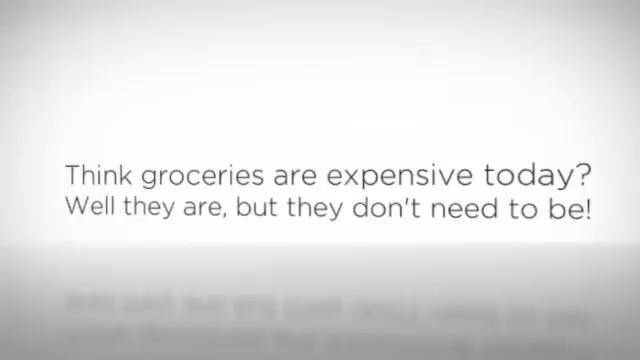 Think groceries are expensive today?
Well they are, but they don't need to be!